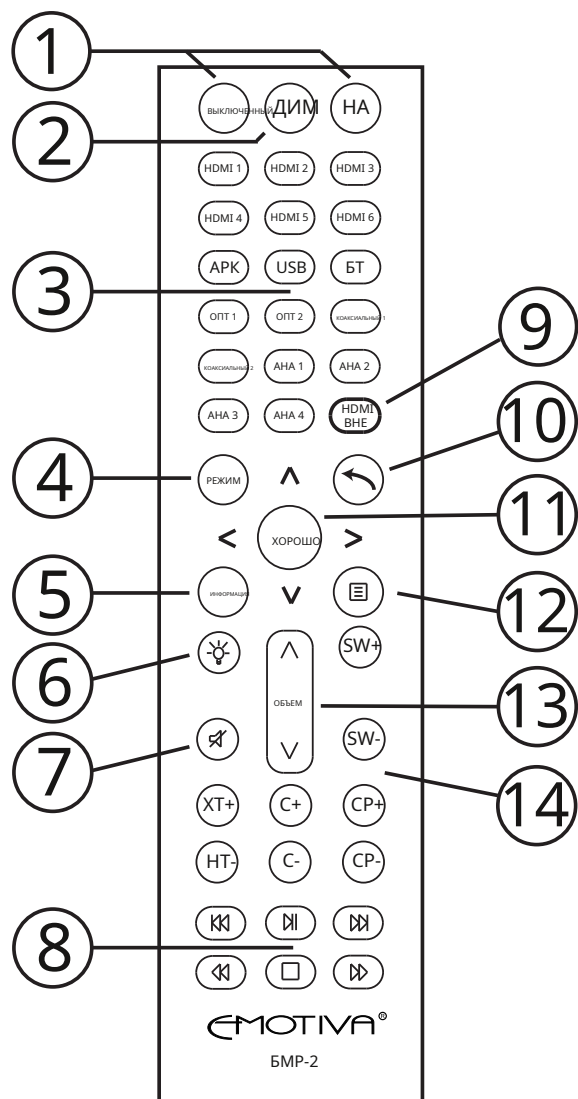 1
ВЫКЛЮЧЕННЫЙ ДИМ НА
2
HDMI 1 HDMI 2 HDMI 3
HDMI 4 HDMI 5 HDMI 6
АРК USB БТ
3
ОПТ 1 ОПТ 2 КОАКСИАЛЬНЫЙ 1
9
КОАКСИАЛЬНЫЙ 2 АНА 1 АНА 2
АНА 3 АНА 4 HDMI
ВНЕ
10
4
РЕЖИМ
11
ХОРОШО
5
ИНФОРМАЦИЯ
12
6
SW+
13
ОБЪЕМ
7
SW-
14
ХТ+ С+ СР+
НТ- С- СР-
8
EMOTIVA®
БМР-2